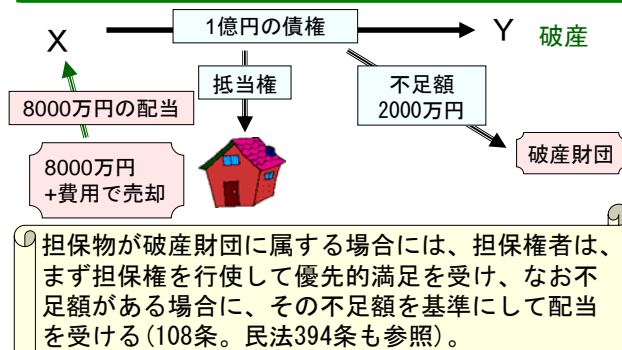 1億円の債権
X
Y
破産
抵当権
不足額
2000万円
8000万円の配当
破産財団
8000万円
+費用で売却
担保物が破産財団に属する場合には、担保権者は、
まず担保権を行使して優先的満足を受け、なお不
足額がある場合に、その不足額を基準にして配当
を受ける(108条。民法394条も参照)。